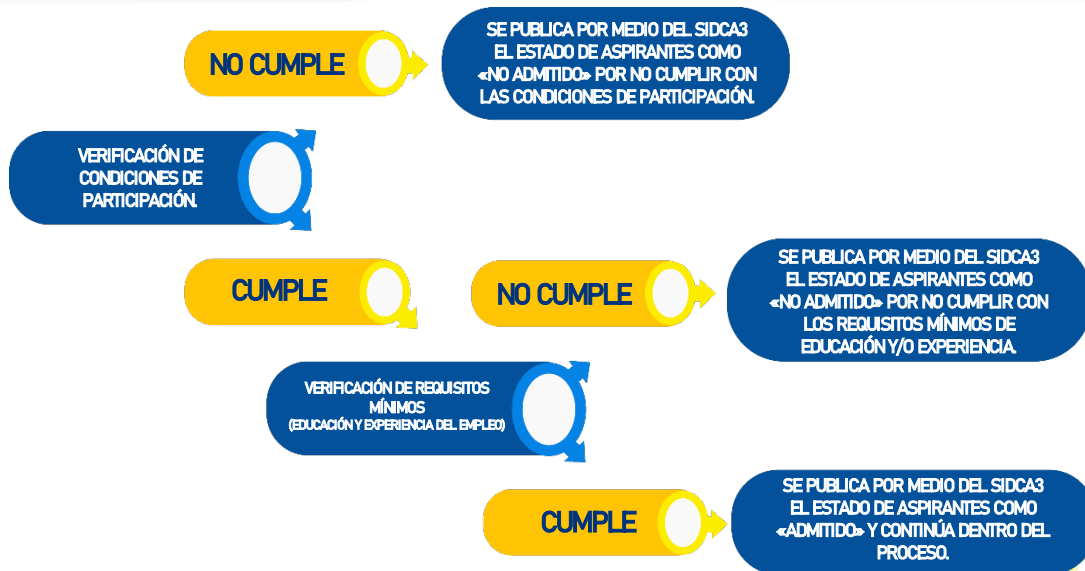 NO CUMPLE
SE PUBLICA POR MEDIO DEL SIDCA3
EL ESTADO DE ASPIRANTES COMO
«NO ADMITIDO» POR NO CUMPLIR CON
LAS CONDICIONES DE PARTICIPACIÓN.
VERIFICACIÓN DE
CONDICIONES DE
PARTICIPACIÓN.
CUMPLE
NO CUMPLE
SE PUBLICA POR MEDIO DEL SIDCA3
EL ESTADO DE ASPIRANTES COMO
«NO ADMITIDO» POR NO CUMPLIR CON
LOS REQUISITOS MÍNIMOS DE
EDUCACIÓN Y/O EXPERIENCIA.
VERIFICACIÓN DE REQUISITOS
MÍNIMOS
(EDUCACIÓN Y EXPERIENCIA DEL EMPLEO)
CUMPLE
SE PUBLICA POR MEDIO DEL SIDCA3
EL ESTADO DE ASPIRANTES COMO
«ADMITIDO» Y CONTINÚA DENTRO DEL
PROCESO.